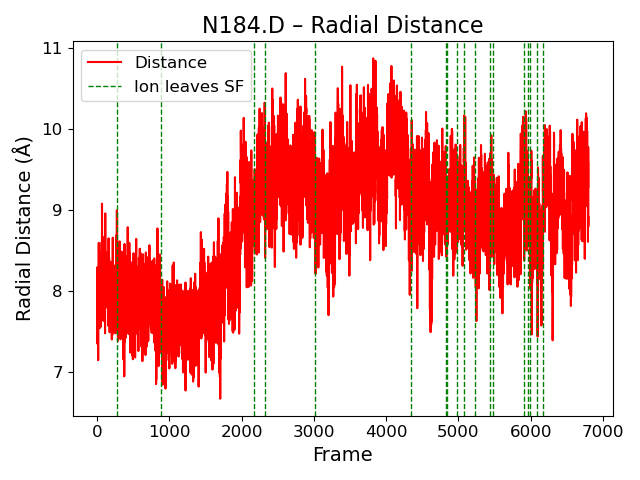 N184.D – Radial Distance
Distance
Ion leaves SF
Radial Distance (Å)
11
10
9
8
7
0 1000 2000 3000 4000 5000 6000 7000
Frame